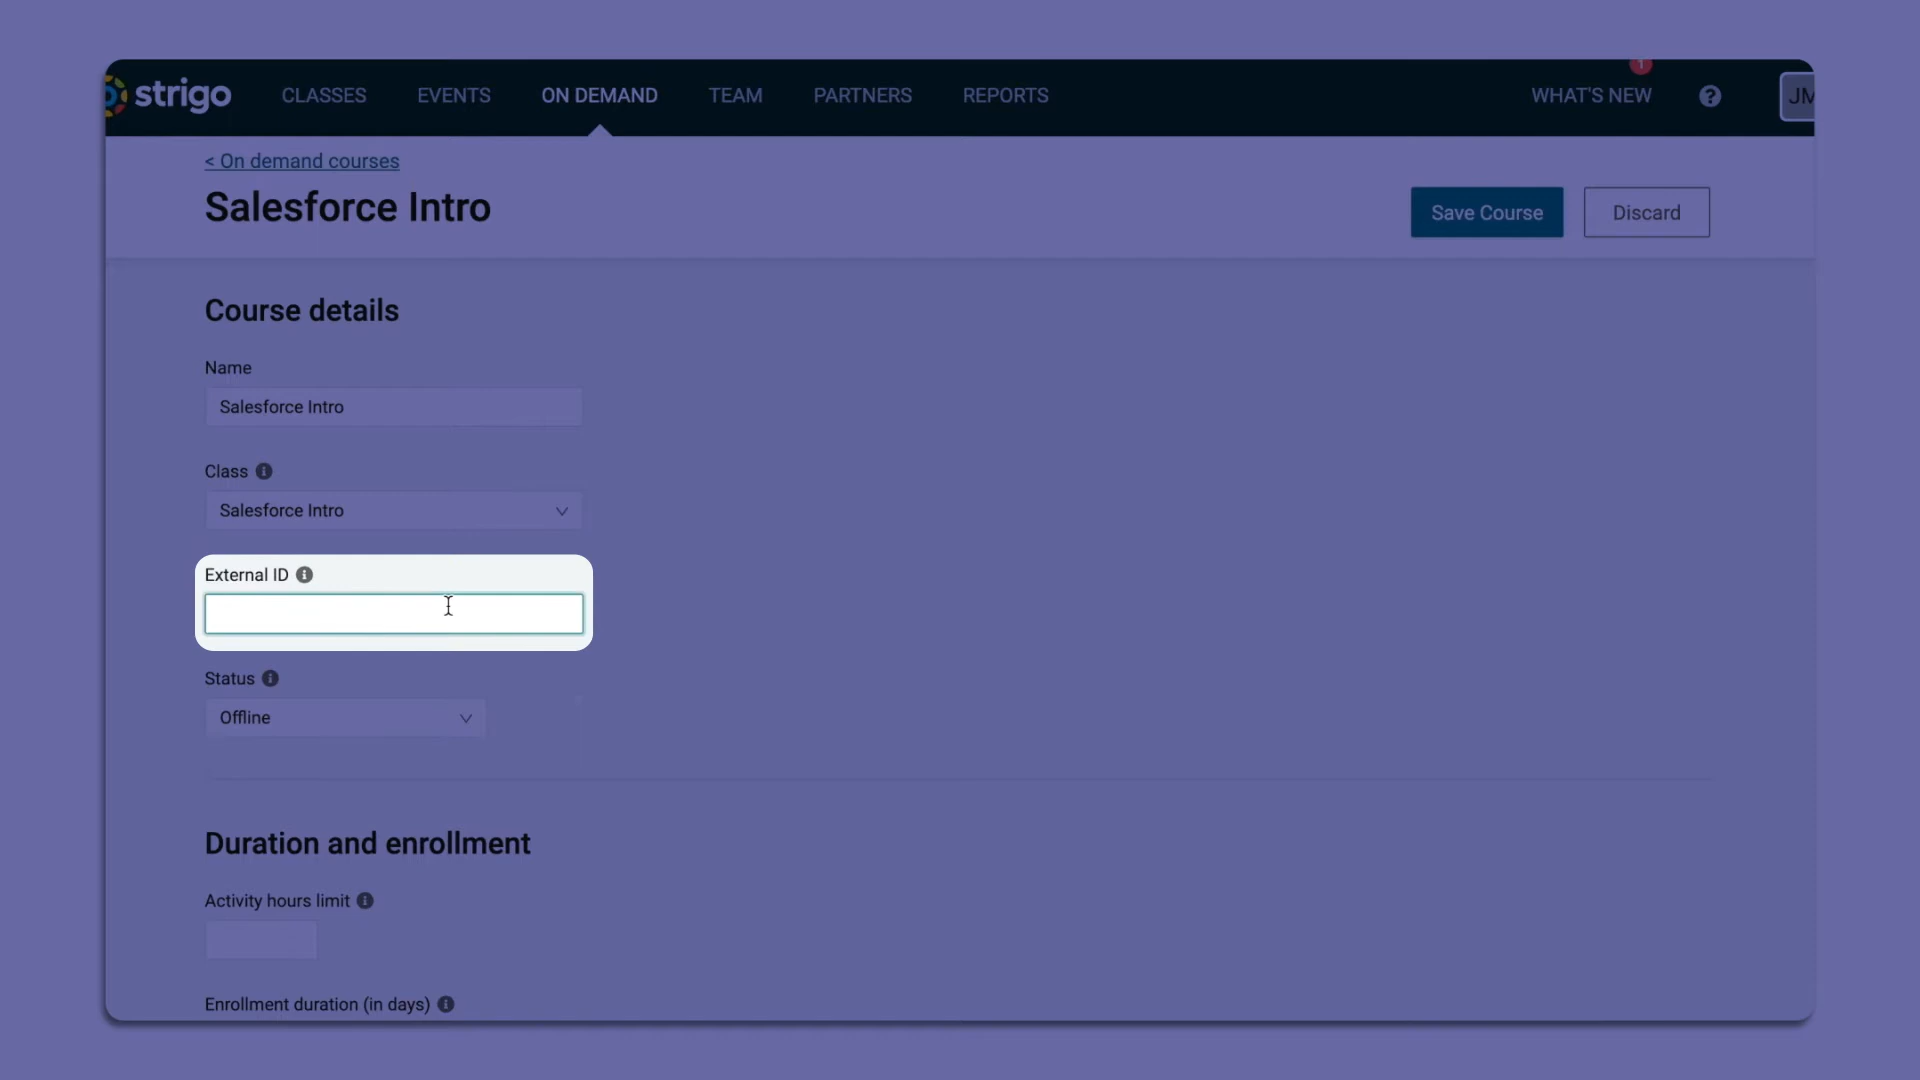 strigo CLASSES EVENTS ON DEMAND TEAM PARTNERS REPORTS WHAT'S NEW 1 ? JM
< On demand courses
Salesforce Intro
Save Course Discard
Course details
Name
Salesforce Intro
Class
Salesforce Intro
External ID
Status
Offline
Duration and enrollment
Activity hours limit
Enrollment duration (in days)